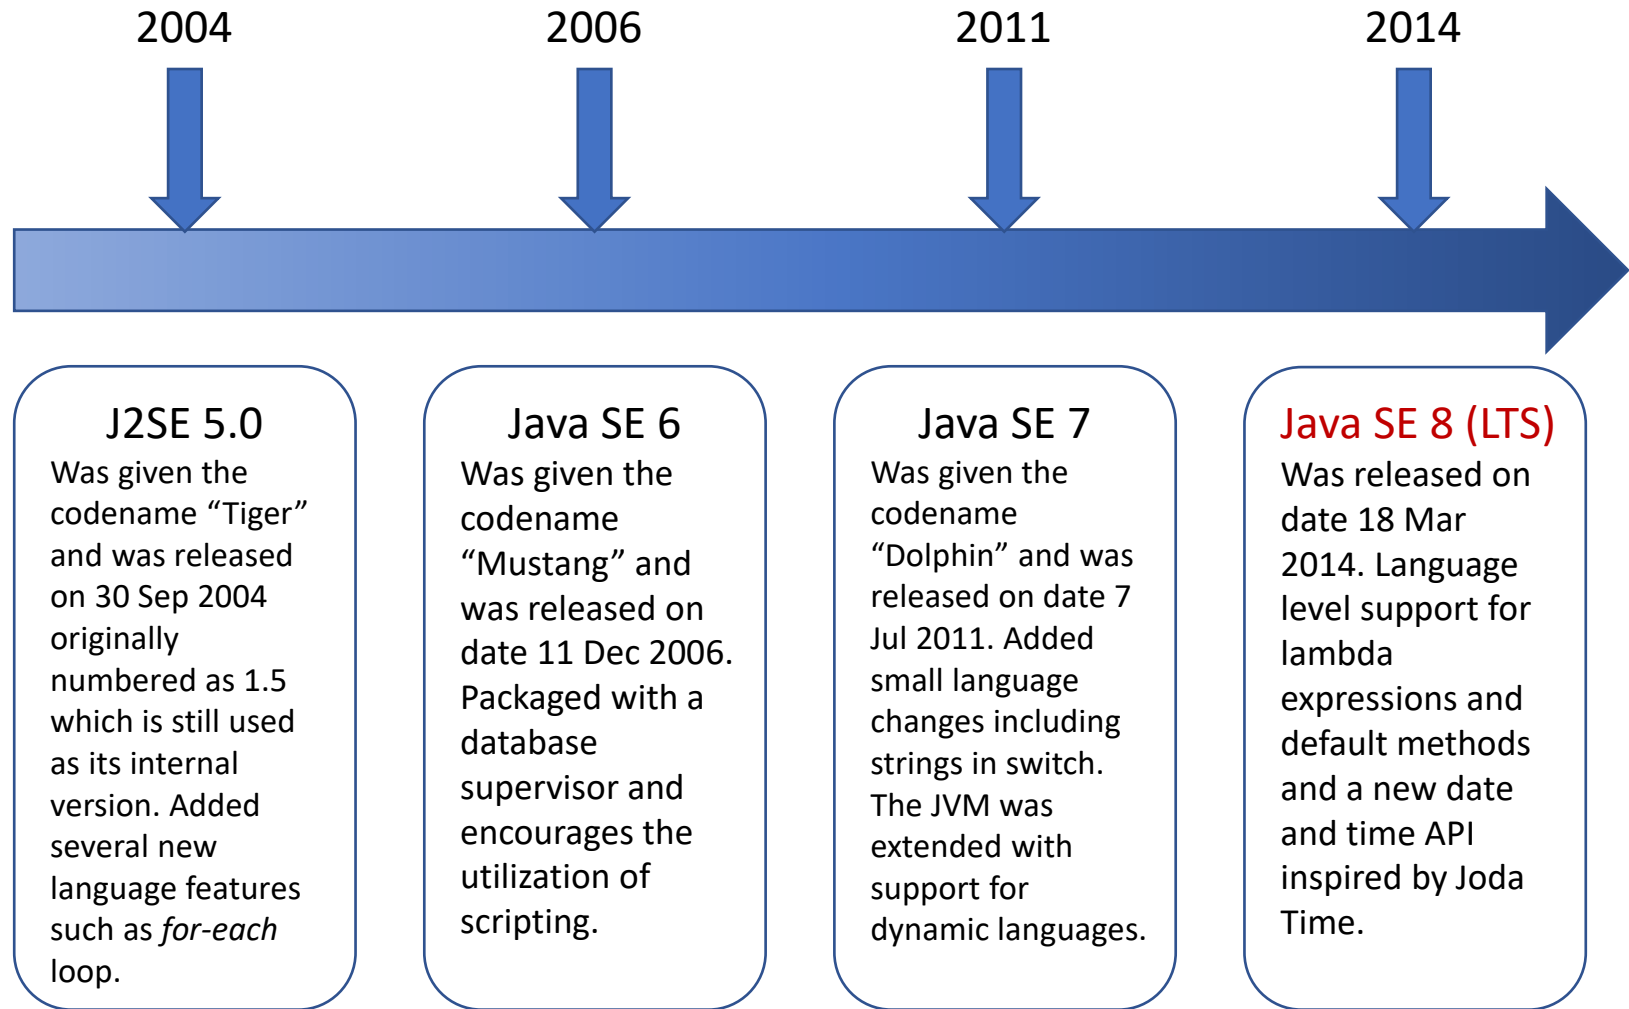 2004
2006
2011
2014
J2SE 5.0
Was given the
codename “Tiger”
and was released
on 30 Sep 2004
originally
numbered as 1.5
which is still used
as its internal
version. Added
several new
language features
such as for-each
loop.
Java SE 6
Was given the
codename
“Mustang” and
was released on
date 11 Dec 2006.
Packaged with a
database
supervisor and
encourages the
utilization of
scripting.
Java SE 7
Was given the
codename
“Dolphin” and was
released on date 7
Jul 2011. Added
small language
changes including
strings in switch.
The JVM was
extended with
support for
dynamic languages.
Java SE 8 (LTS)
Was released on
date 18 Mar
2014. Language
level support for
lambda
expressions and
default methods
and a new date
and time API
inspired by Joda
Time.